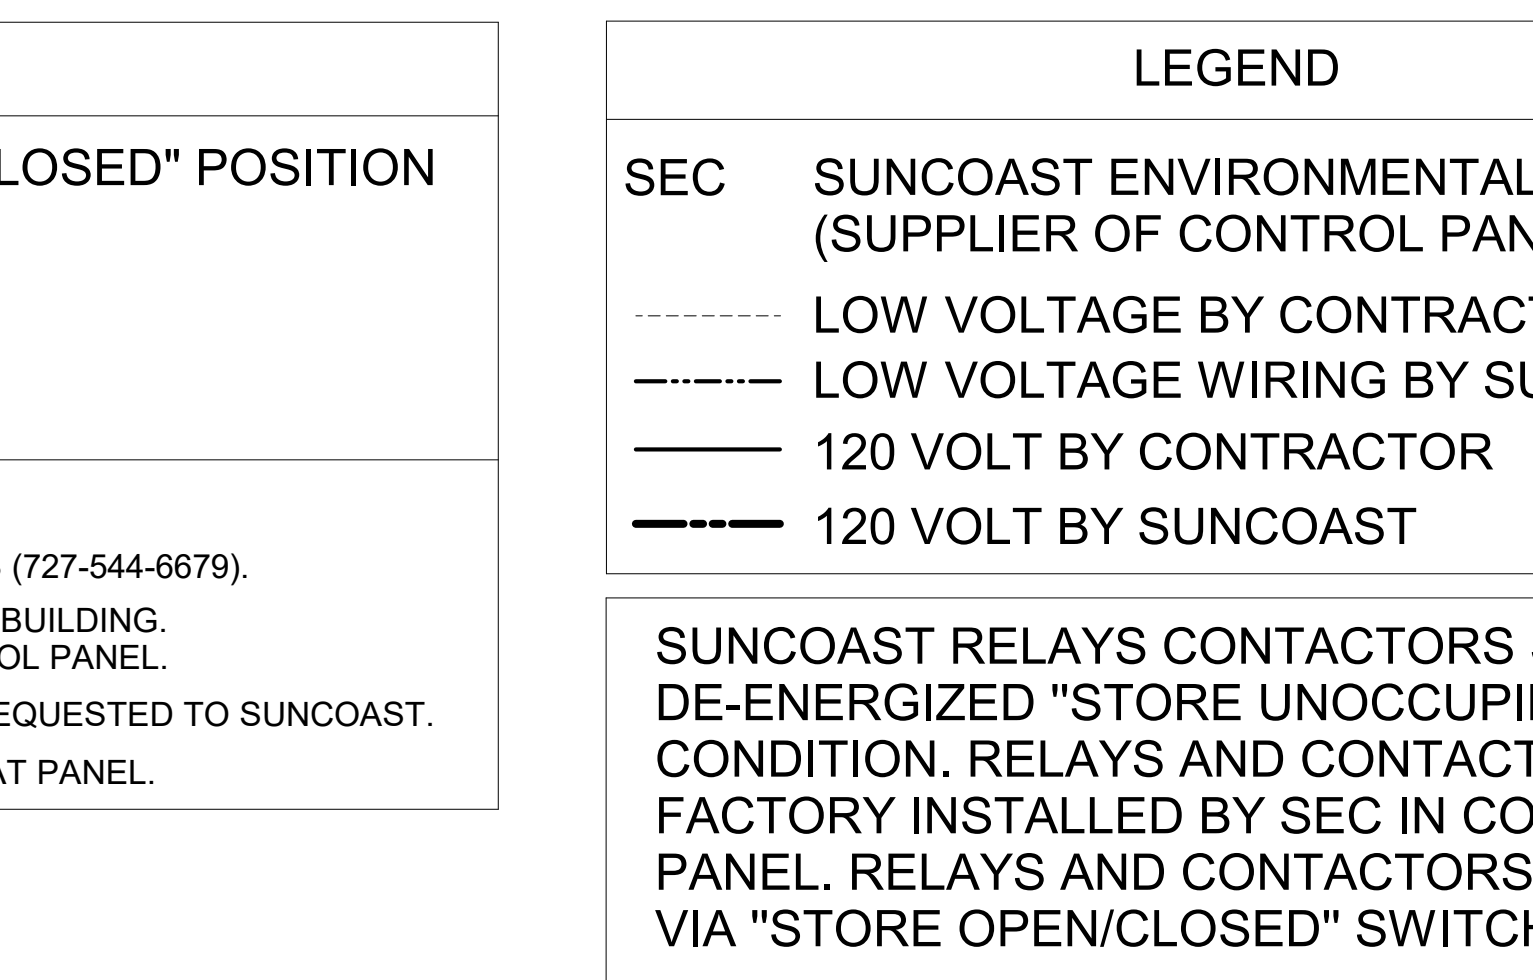 LOSED" POSITION
(727-544-6679).
BUILDING.
OL PANEL.
EQUESTED TO SUNCOAST.
AT PANEL.
LEGEND
SEC SUNCOAST ENVIRONMENTAL
(SUPPLIER OF CONTROL PAN
LOW VOLTAGE BY CONTRACT
LOW VOLTAGE WIRING BY SU
120 VOLT BY CONTRACTOR
120 VOLT BY SUNCOAST
SUNCOAST RELAYS CONTACTORS
DE-ENERGIZED "STORE UNOCCUPI
CONDITION. RELAYS AND CONTACT
FACTORY INSTALLED BY SEC IN CO
PANEL. RELAYS AND CONTACTORS
VIA "STORE OPEN/CLOSED" SWITCH